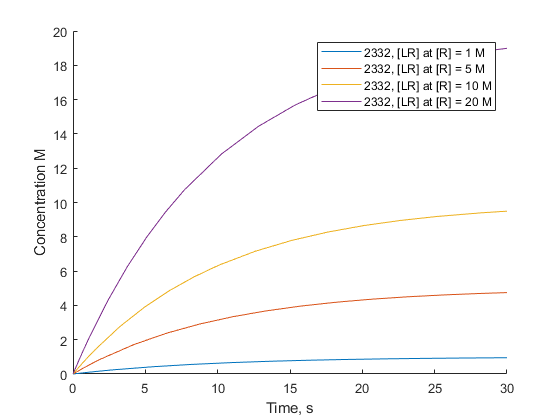 20
18
16
14
12
10
8
6
4
2
0
Concentration M
2332, [LR] at [R] = 1 M
2332, [LR] at [R] = 5 M
2332, [LR] at [R] = 10 M
2332, [LR] at [R] = 20 M
0 5 10 15 20 25 30
Time, s